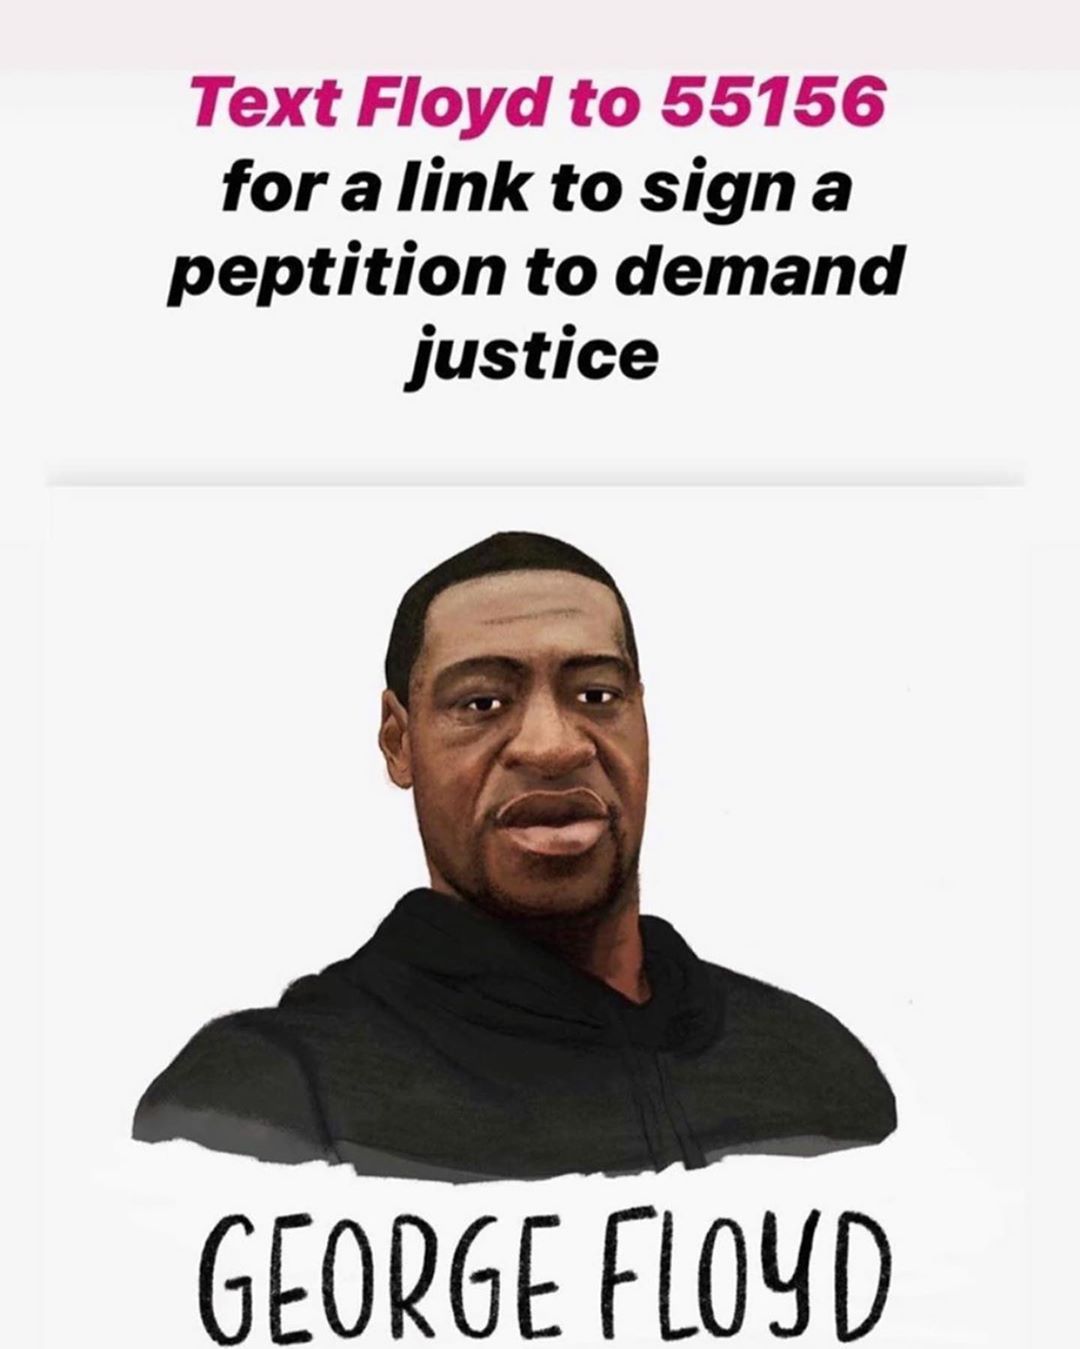 Text Floyd to 55156
for a link to sign a
peptition to demand
justice
GEORGE FLOYD